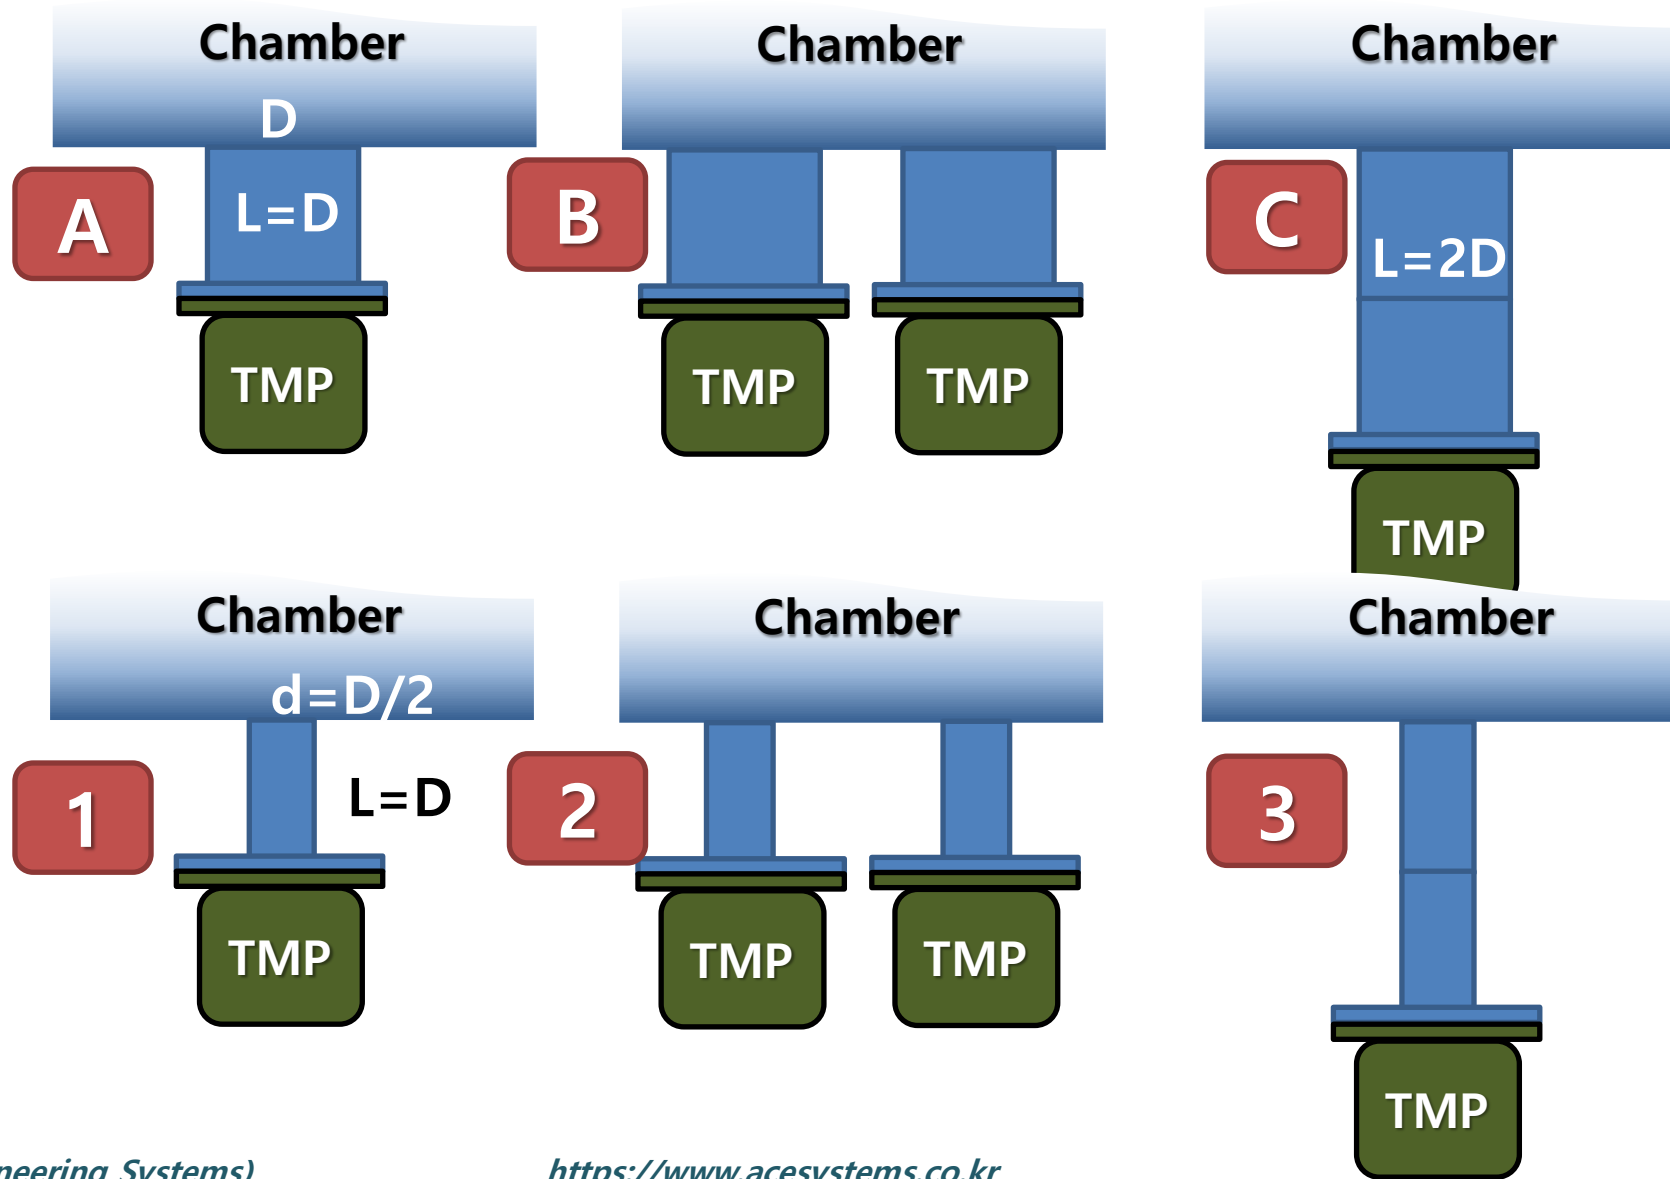 Chamber
D
A
L=D
TMP
Chamber
B
TMP
TMP
Chamber
C
L=2D
TMP
Chamber
d=D/2
1
L=D
TMP
Chamber
2
TMP
TMP
Chamber
3
TMP
Systems)
https://www.acesystems.co.kr